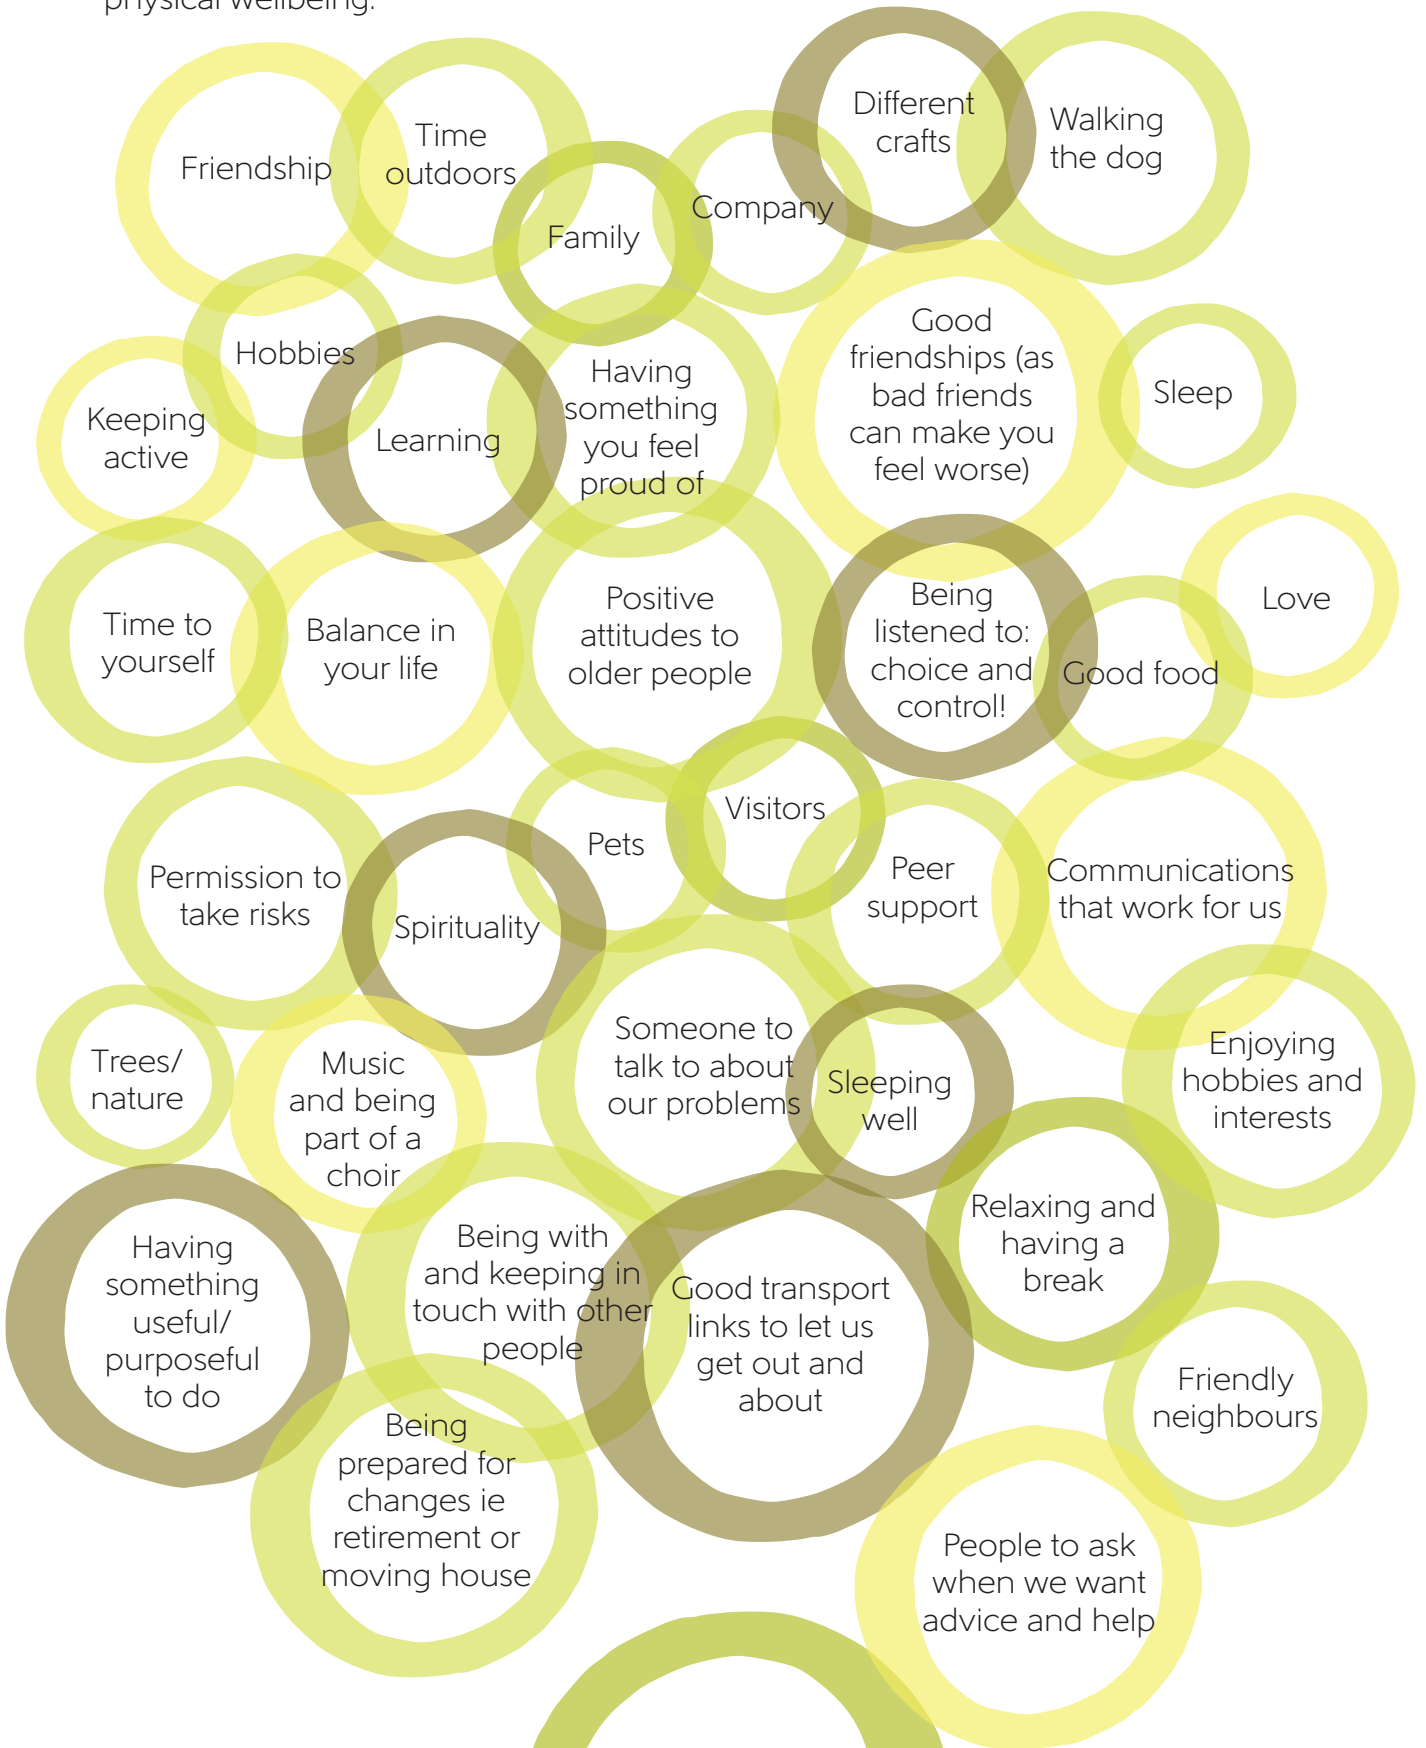 physical wellbeing.
Friendship
Time
outdoors
Family
Company
Different
crafts
Walking
the dog
Hobbies
Keeping
active
Learning
Having
something
you feel
proud of
Good
friendships (as
bad friends
can make you
feel worse)
Sleep
Time to
yourself
Balance in
your life
Positive
attitudes to
older people
Being
listened to:
choice and
control!
Good food
Love
Permission to
take risks
Spirituality
Pets
Visitors
Peer
support
Communications
that work for us
Trees/
nature
Music
and being
part of a
choir
Someone to
talk to about
our problems
Sleeping
well
Enjoying
hobbies and
interests
Having
something
useful/
purposeful
to do
Being with
and keeping in
touch with other
people
Good transport
links to let us
get out and
about
Relaxing and
having a
break
Friendly
neighbours
Being
prepared for
changes ie
retirement or
moving house
People to ask
when we want
advice and help